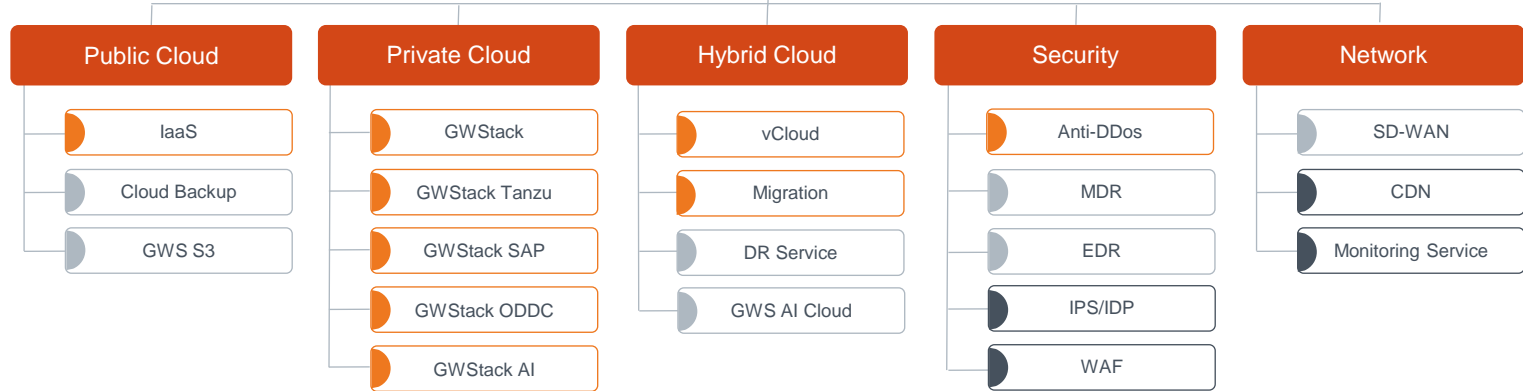 Public Cloud
IaaS
Cloud Backup
GWS S3
Private Cloud
GWStack
GWStack Tanzu
GWStack SAP
GWStack ODDC
GWStack AI
Hybrid Cloud
vCloud
Migration
DR Service
GWS AI Cloud
Security
Anti-DDos
MDR
EDR
IPS/IDP
WAF
Network
SD-WAN
CDN
Monitoring Service